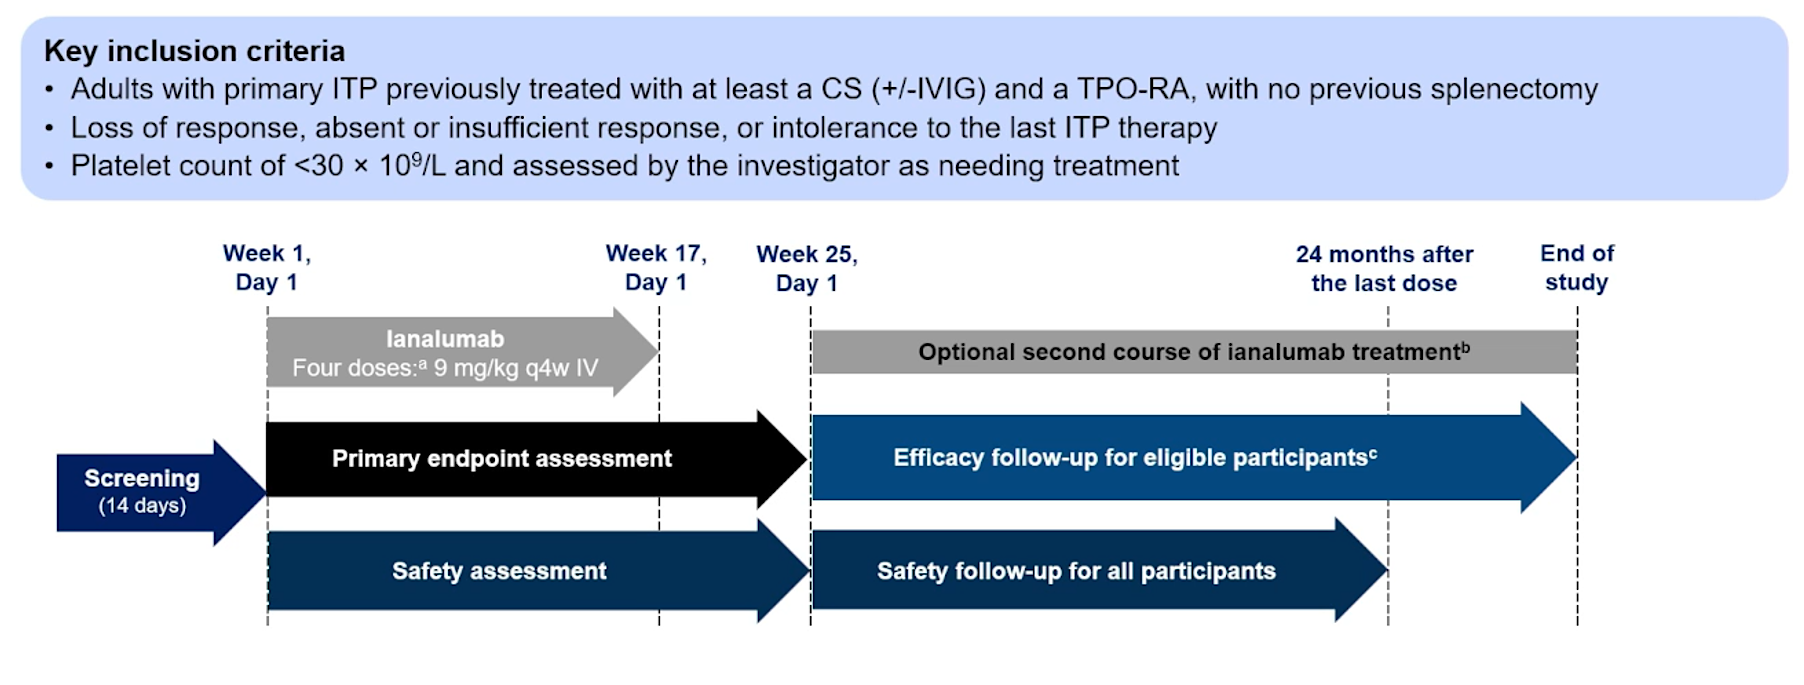 Key inclusion criteria
• Adults with primary ITP previously treated with at least a CS (+/-IVIG) and a TPO-RA, with no previous splenectomy
• Loss of response, absent or insufficient response, or intolerance to the last ITP therapy
• Platelet count of <30 × 10⁹/L and assessed by the investigator as needing treatment
Week 1,
Day 1
Week 17,
Day 1
Week 25,
Day 1
24 months after
the last dose
End of
study
Ianalumab
Four doses:ᵃ 9 mg/kg q4w IV
Optional second course of ianalumab treatmentᵇ
Primary endpoint assessment
Efficacy follow-up for eligible participantsᶜ
Screening
(14 days)
Safety assessment
Safety follow-up for all participants